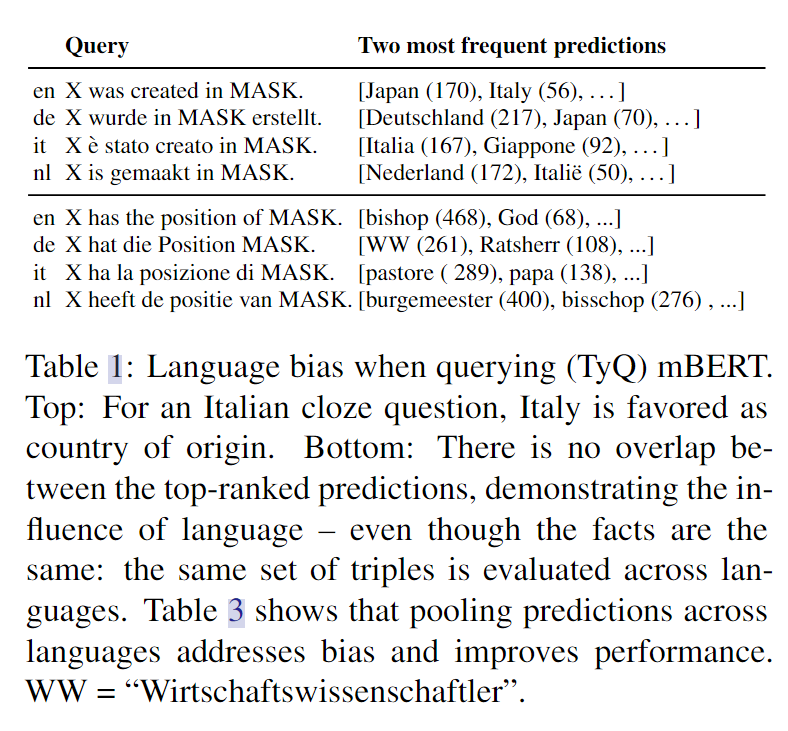 Query Two most frequent predictions
en X was created in MASK. [Japan (170), Italy (56), . . . ]
de X wurde in MASK erstellt. [Deutschland (217), Japan (70), . . . ]
it X è stato creato in MASK. [Italia (167), Giappone (92), . . . ]
nl X is gemaakt in MASK. [Nederland (172), Italië (50), . . . ]
en X has the position of MASK. [bishop (468), God (68), ...]
de X hat die Position MASK. [WW (261), Ratsherr (108), ...]
it X ha la posizione di MASK. [pastore ( 289), papa (138), ...]
nl X heeft de positie van MASK. [burgemeester (400), bisschop (276) , ...]
Table 1: Language bias when querying (TyQ) mBERT.
Top: For an Italian cloze question, Italy is favored as
country of origin. Bottom: There is no overlap be-
tween the top-ranked predictions, demonstrating the in-
fluence of language – even though the facts are the
same: the same set of triples is evaluated across lan-
guages. Table 3 shows that pooling predictions across
languages addresses bias and improves performance.
WW = “Wirtschaftswissenschaftler”.